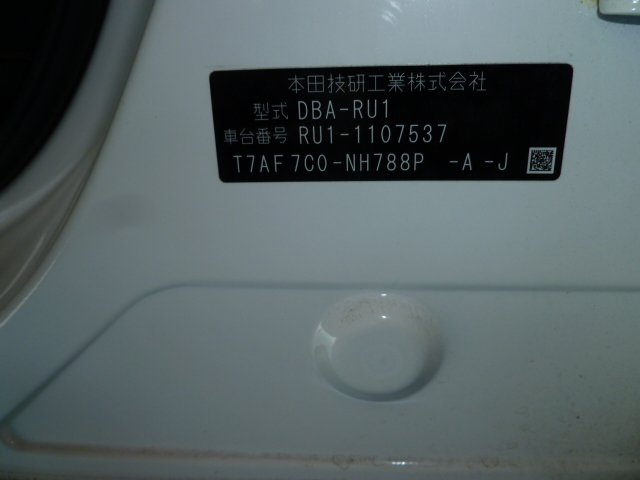 本田技研工業株式会社
型式 DBA-RU1
車台番号 RU1-1107537
T7AF7C0-NH788P -A -J